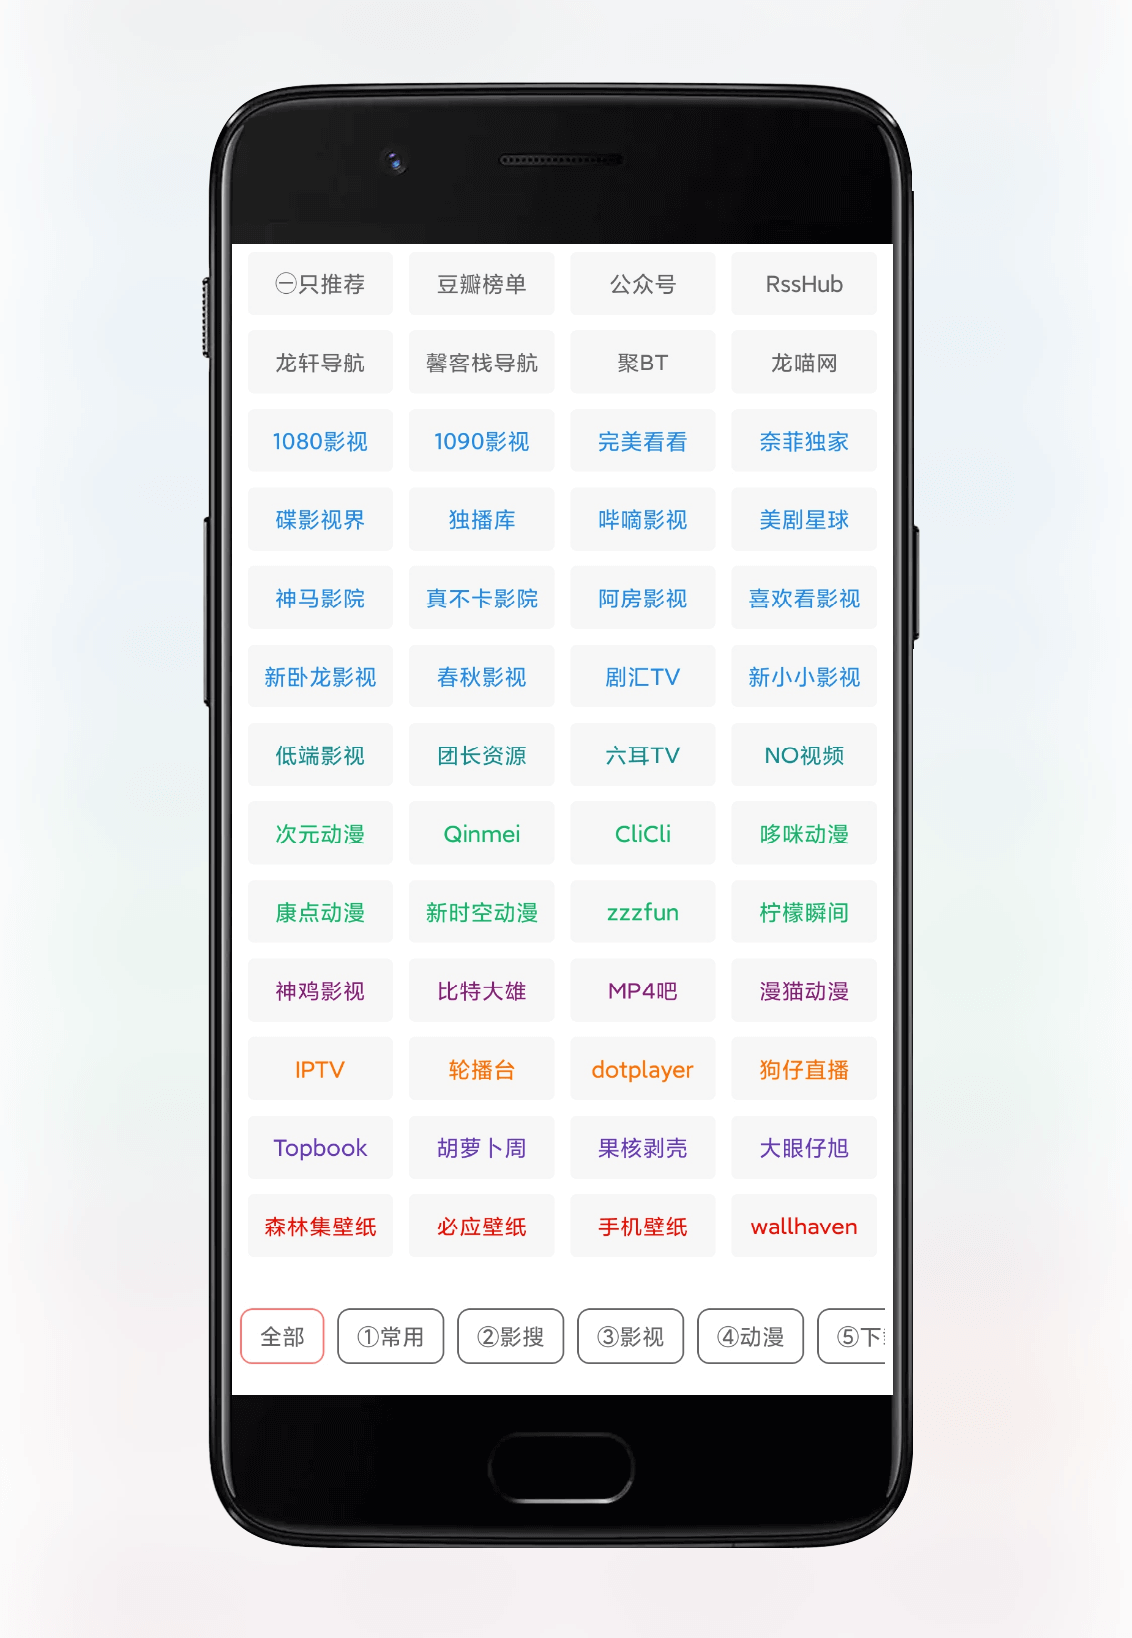 ㊀只推荐 豆瓣榜单 公众号 RssHub
龙轩导航 馨客栈导航 聚BT 龙喵网
1080影视 1090影视 完美看看 奈菲独家
碟影视界 独播库 哔嘀影视 美剧星球
神马影院 真不卡影院 阿房影视 喜欢看影视
新卧龙影视 春秋影视 剧汇TV 新小小影视
低端影视 团长资源 六耳TV NO视频
次元动漫 Qinmei CliCli 哆咪动漫
康点动漫 新时空动漫 zzzfun 柠檬瞬间
神鸡影视 比特大雄 MP4吧 漫猫动漫
IPTV 轮播台 dotplayer 狗仔直播
Topbook 胡萝卜周 果核剥壳 大眼仔旭
森林集壁纸 必应壁纸 手机壁纸 wallhaven
全部 ①常用 ②影搜 ③影视 ④动漫 ⑤下